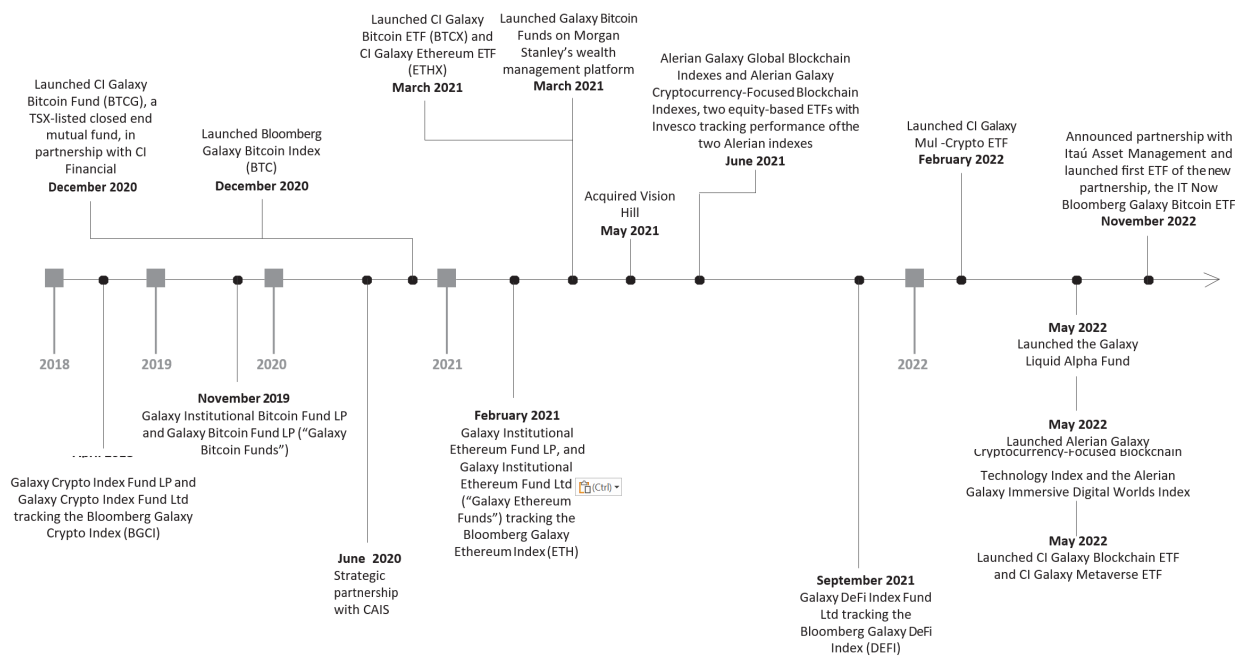 Launched CI Galaxy
Bitcoin Fund (BTCG), a
TSX-listed closed end
mutual fund, in
partnership with CI
Financial
December 2020
Launched Bloomberg
Galaxy Bitcoin Index
(BTC)
December 2020
Launched CI Galaxy
Bitcoin ETF (BTCX) and
CI Galaxy Ethereum ETF
(ETHX)
March 2021
Launched Galaxy Bitcoin
Funds on Morgan
Stanley's wealth
management platform
March 2021
Acquired Vision
Hill
May 2021
Alerian Galaxy Global Blockchain
Indexes and Alerian Galaxy
Cryptocurrency-Focused Blockchain
Indexes, two equity-based ETFs with
Invesco tracking performance of the
two Alerian indexes
June 2021
Launched CI Galaxy
Mul -Crypto ETF
February 2022
Announced partnership with
Itaú Asset Management and
launched first ETF of the new
partnership, the IT Now
Bloomberg Galaxy Bitcoin ETF
November 2022
2018
2019
2020
2021
2022
Galaxy Crypto Index Fund LP and
Galaxy Crypto Index Fund Ltd
tracking the Bloomberg Galaxy
Crypto Index (BGCI)
November 2019
Galaxy Institutional Bitcoin Fund LP
and Galaxy Bitcoin Fund LP ("Galaxy
Bitcoin Funds")
June 2020
Strategic
partnership
with CAIS
February 2021
Galaxy Institutional
Ethereum Fund LP, and
Galaxy Institutional
Ethereum Fund Ltd
("Galaxy Ethereum
Funds") tracking the
Bloomberg Galaxy
Ethereum Index (ETH)
(Ctrl)
September 2021
Galaxy DeFi Index Fund
Ltd tracking the
Bloomberg Galaxy DeFi
Index (DEFI)
May 2022
Launched the Galaxy
Liquid Alpha Fund
May 2022
Launched Alerian Galaxy
Cryptocurrency-Focused Blockchain
Technology Index and the Alerian
Galaxy Immersive Digital Worlds Index
May 2022
Launched CI Galaxy Blockchain ETF
and CI Galaxy Metaverse ETF